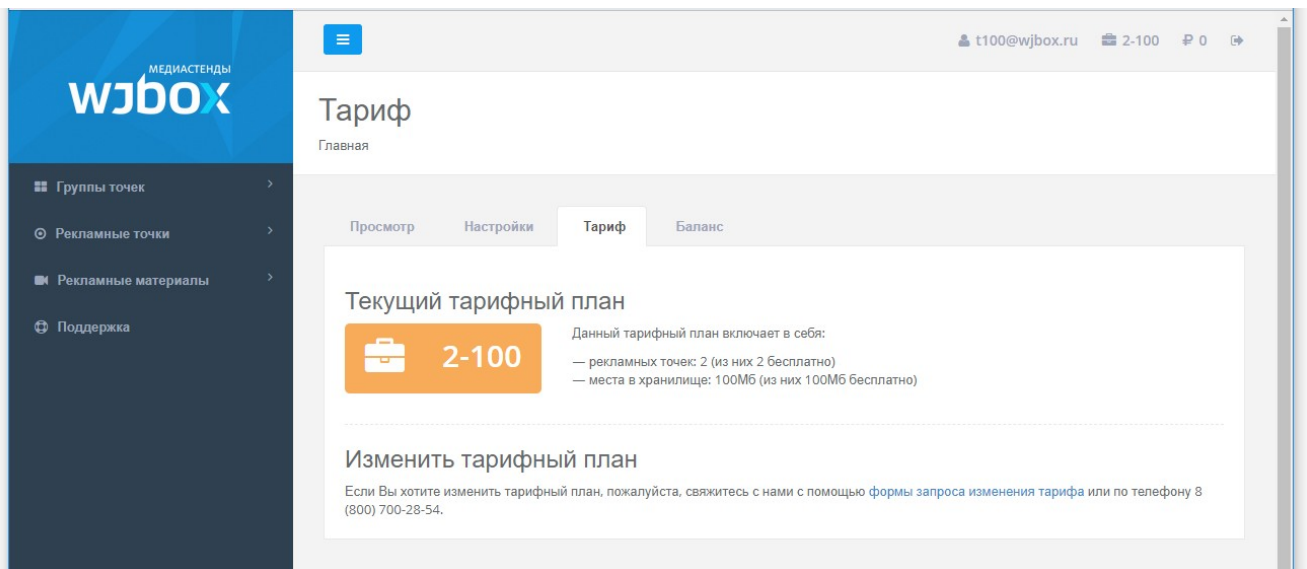 МЕДИАСТЕНДЫ
WJBOX
t100@wjbox.ru 2-100 ₽ 0
Тариф
Главная
Группы точек
Рекламные точки
Рекламные материалы
Поддержка
Просмотр Настройки Тариф Баланс
Текущий тарифный план
2-100
Данный тарифный план включает в себя:
— рекламных точек: 2 (из них 2 бесплатно)
— места в хранилище: 100Мб (из них 100Мб бесплатно)
Изменить тарифный план
Если Вы хотите изменить тарифный план, пожалуйста, свяжитесь с нами с помощью формы запроса изменения тарифа или по телефону 8
(800) 700-28-54.